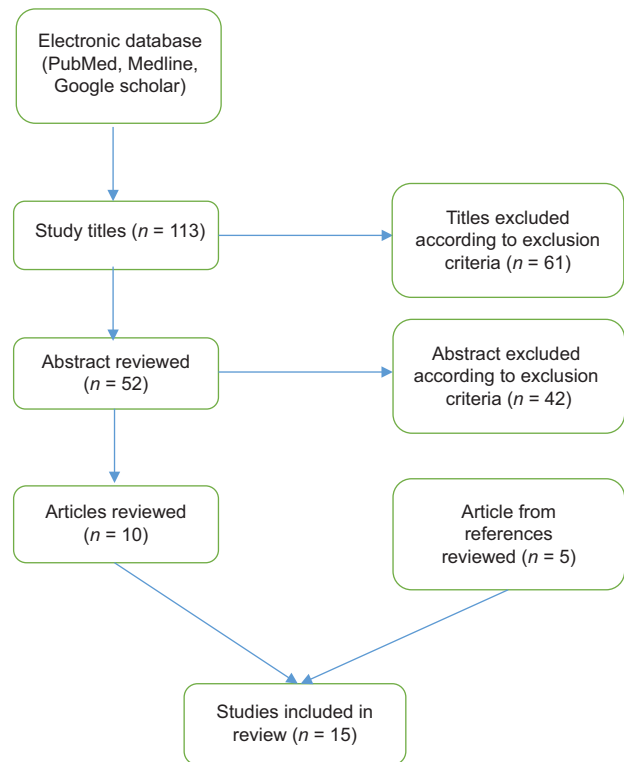 Electronic database
(PubMed, Medline,
Google scholar)
Study titles (n = 113)
Titles excluded
according to exclusion
criteria (n = 61)
Abstract reviewed
(n = 52)
Abstract excluded
according to exclusion
criteria (n = 42)
Articles reviewed
(n = 10)
Article from
references
reviewed (n = 5)
Studies included in
review (n = 15)